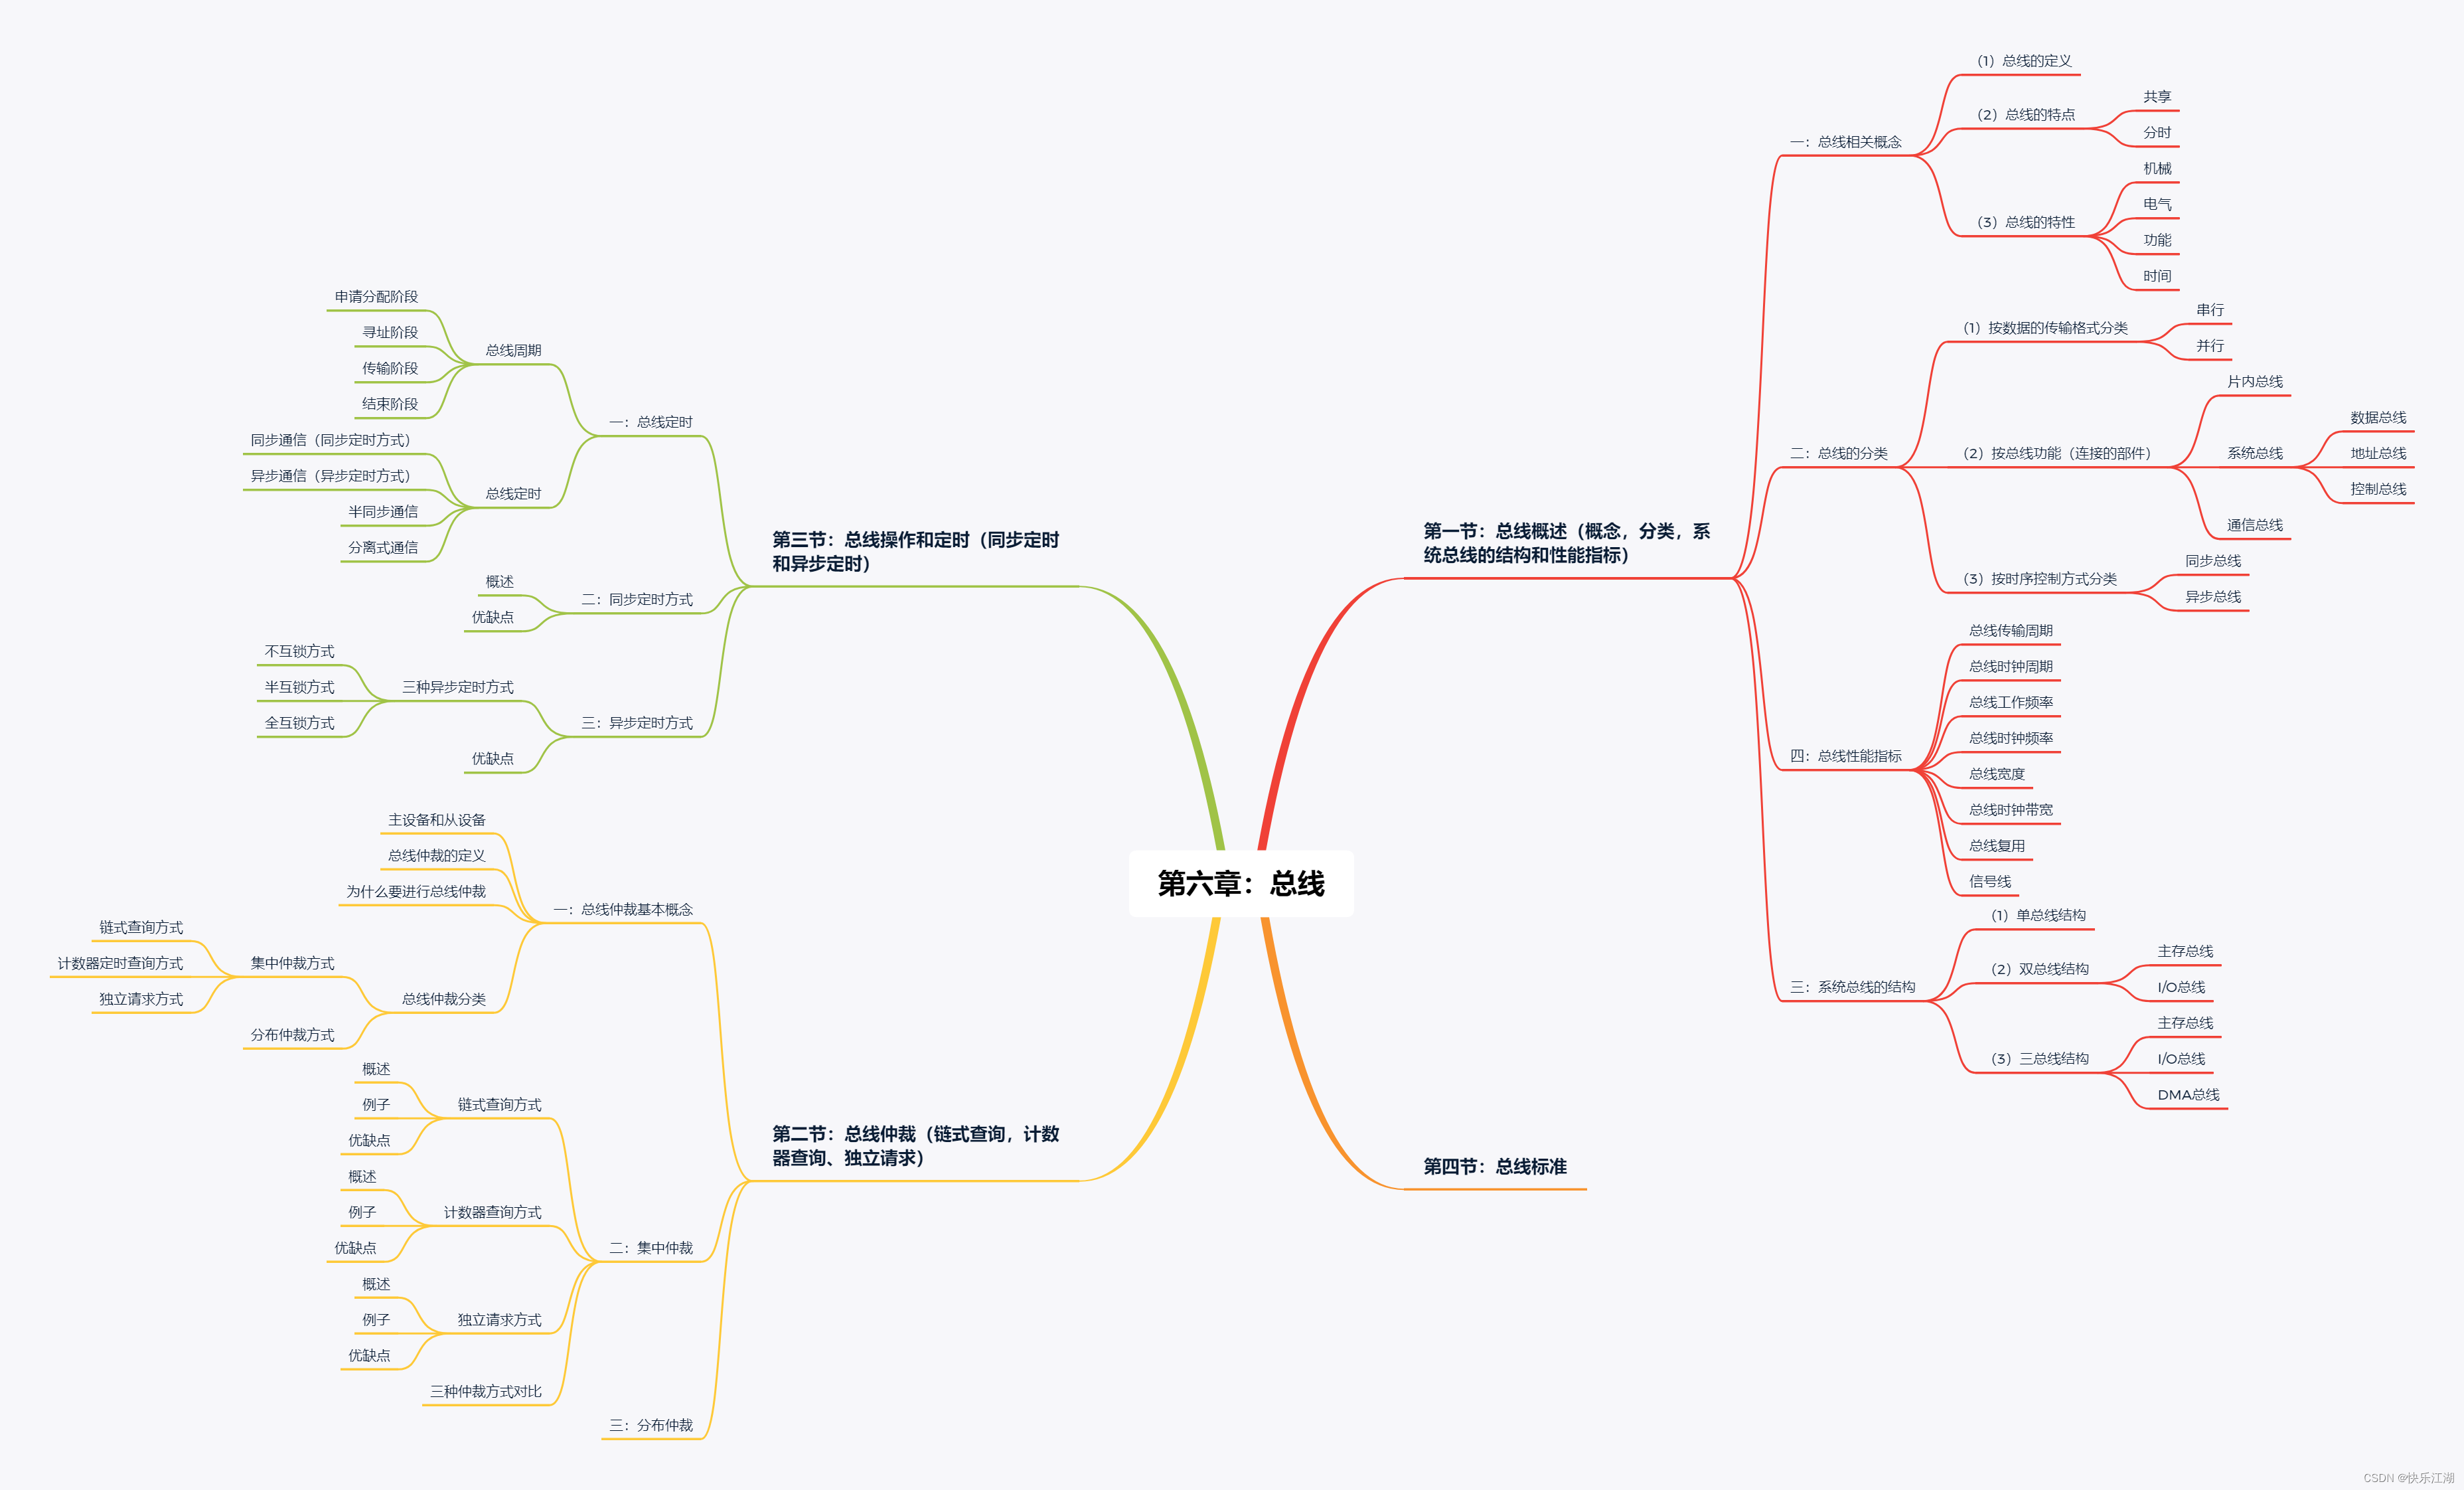 第六章：总线
第一节：总线概述（概念，分类，系
统总线的结构和性能指标）
一：总线相关概念
（1）总线的定义
（2）总线的特点
共享
分时
（3）总线的特性
机械
电气
功能
时间
二：总线的分类
（1）按数据的传输格式分类
串行
并行
（2）按总线功能（连接的部件）
片内总线
系统总线
数据总线
地址总线
控制总线
通信总线
（3）按时序控制方式分类
同步总线
异步总线
四：总线性能指标
总线传输周期
总线时钟周期
总线工作频率
总线时钟频率
总线宽度
总线时钟带宽
总线复用
信号线
三：系统总线的结构
（1）单总线结构
（2）双总线结构
主存总线
I/O总线
（3）三总线结构
主存总线
I/O总线
DMA总线
第四节：总线标准
第三节：总线操作和定时（同步定时
和异步定时）
一：总线定时
总线周期
申请分配阶段
寻址阶段
传输阶段
结束阶段
总线定时
同步通信（同步定时方式）
异步通信（异步定时方式）
半同步通信
分离式通信
二：同步定时方式
概述
优缺点
三：异步定时方式
三种异步定时方式
不互锁方式
半互锁方式
全互锁方式
优缺点
第二节：总线仲裁（链式查询，计数
器查询、独立请求）
一：总线仲裁基本概念
主设备和从设备
总线仲裁的定义
为什么要进行总线仲裁
总线仲裁分类
集中仲裁方式
链式查询方式
计数器定时查询方式
独立请求方式
分布仲裁方式
二：集中仲裁
链式查询方式
概述
例子
优缺点
计数器查询方式
概述
例子
优缺点
独立请求方式
概述
例子
优缺点
三种仲裁方式对比
三：分布仲裁
CSDN @快乐江湖